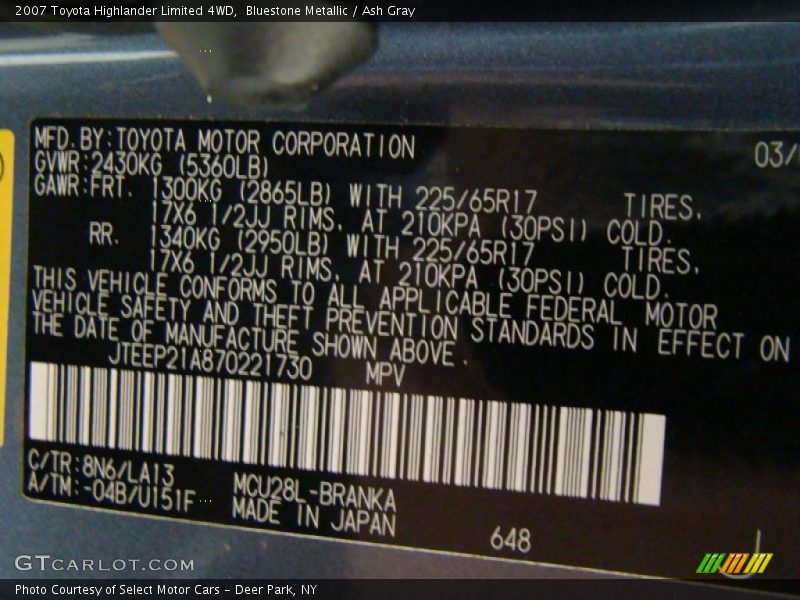 2007 Toyota Highlander Limited 4WD,  Bluestone Metallic / Ash Gray
MFD.BY:TOYOTA MOTOR CORPORATION 03/
GVWR:2430KG (5360LB)
GAWR:FRT. 1300KG (2865LB) WITH 225/65R17 TIRES,
17X6 1/2JJ RIMS, AT 210KPA (30PSI) COLD.
RR. 1340KG (2950LB) WITH 225/65R17 TIRES,
17X6 1/2JJ RIMS, AT 210KPA (30PSI) COLD.
THIS VEHICLE CONFORMS TO ALL APPLICABLE FEDERAL MOTOR
VEHICLE SAFETY AND THEFT PREVENTION STANDARDS IN EFFECT ON
THE DATE OF MANUFACTURE SHOWN ABOVE.
JTEEP21A870221730 MPV
C/TR:8N6/LA13 MCU28L-BRANKA
A/TM:-04B/U151F MADE IN JAPAN
648
GTCARLOT.COM
Photo Courtesy of Select Motor Cars - Deer Park, NY